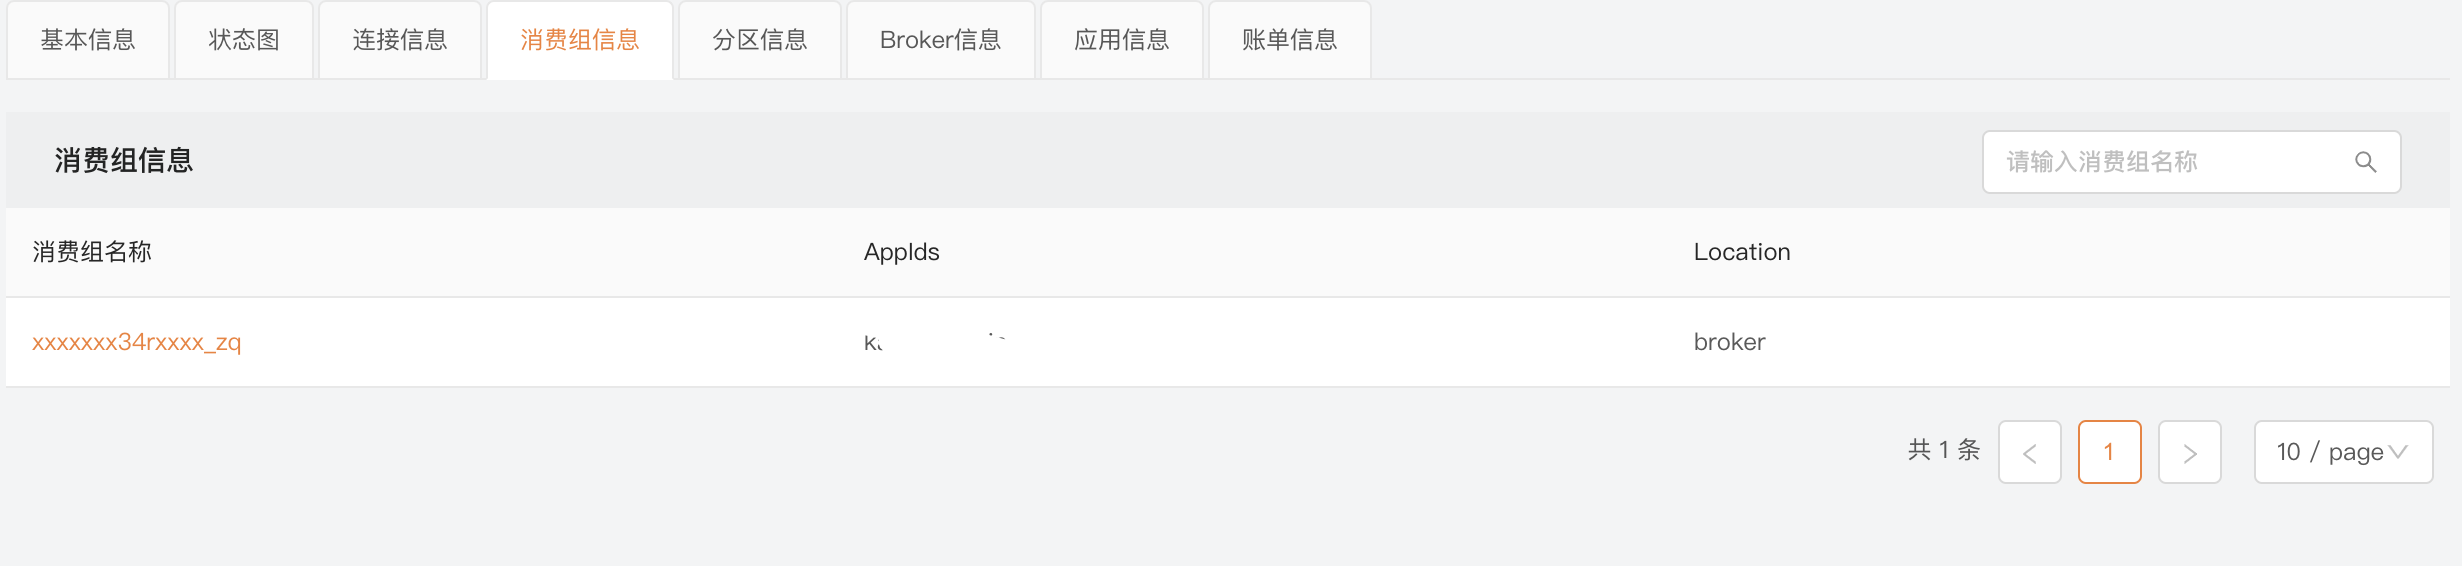 基本信息 状态图 连接信息 消费组信息 分区信息 Broker信息 应用信息 账单信息
消费组信息 请输入消费组名称
消费组名称 AppIds Location
xxxxxxx34rxxxx_zq broker
共 1 条 < 1 > 10 / page